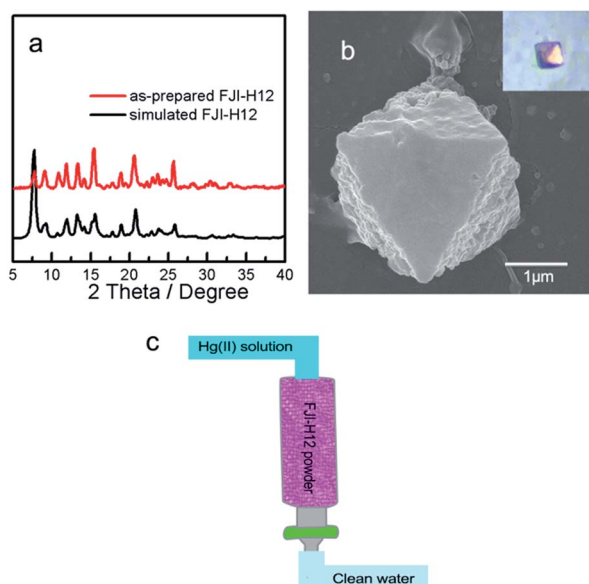 a
as-prepared FJI-H12
simulated FJI-H12
5 10 15 20 25 30 35 40
2 Theta / Degree
b
1μm
c
Hg(II) solution
FJI-H12 powder
Clean water